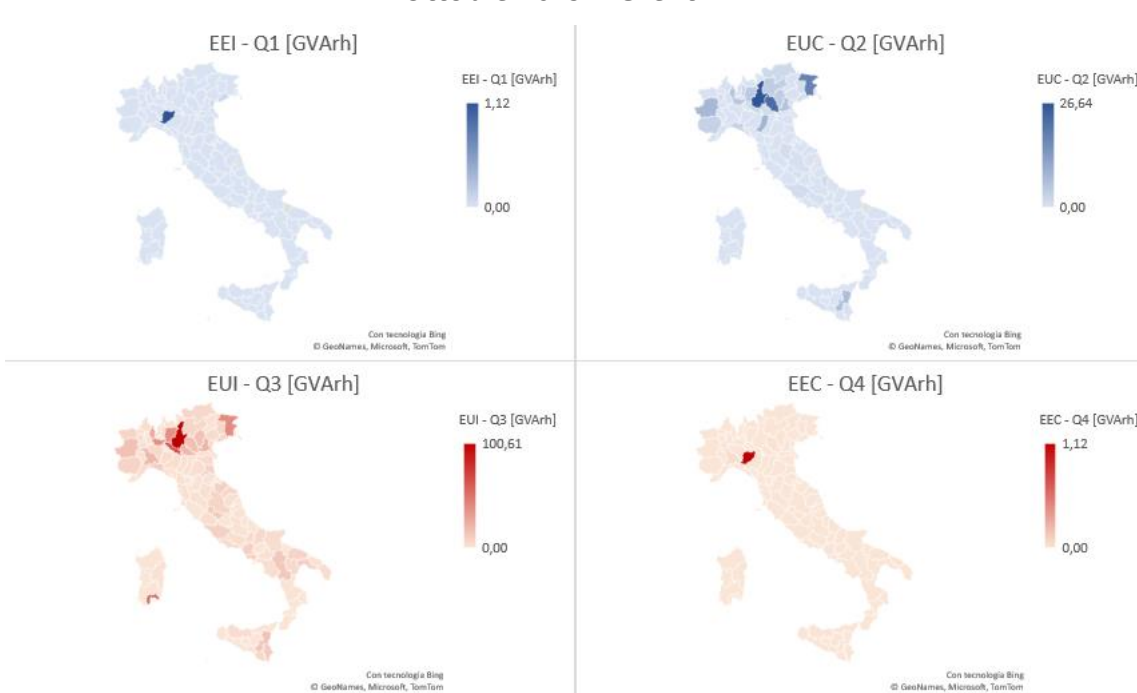 EEI - Q1 [GVArh]
EEI - Q1 [GVArh]
1,12
0,00
Con tecnologia Bing
© GeoNames, Microsoft, TomTom
EUC - Q2 [GVArh]
EUC - Q2 [GVArh]
26,64
0,00
Con tecnologia Bing
© GeoNames, Microsoft, TomTom
EUI - Q3 [GVArh]
EUI - Q3 [GVArh]
100,61
0,00
Con tecnologia Bing
© GeoNames, Microsoft, TomTom
EEC - Q4 [GVArh]
EEC - Q4 [GVArh]
1,12
0,00
Con tecnologia Bing
© GeoNames, Microsoft, TomTom